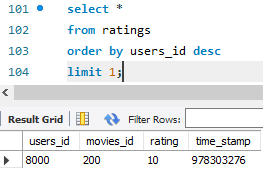 101 select *
102 from ratings
103 order by users_id desc
104 limit 1;
Result Grid Filter Rows:
users_id movies_id rating time_stamp
8000 200 10 978303276